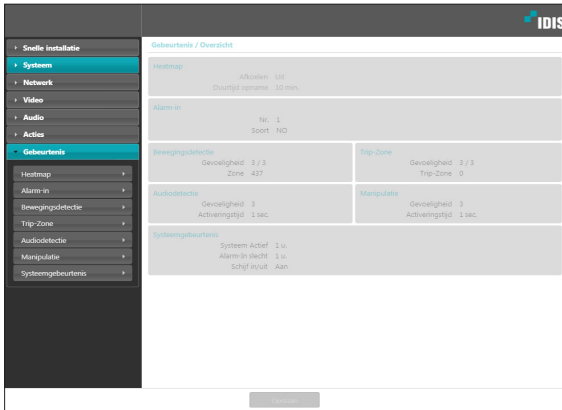 IDIS
Snelle installatie
Systeem
Netwerk
Video
Audio
Acties
Gebeurtenis
Heatmap
Alarm-in
Bewegingsdetectie
Trip-Zone
Audiodetectie
Manipulatie
Systeemgebeurtenis
Gebeurtenis / Overzicht
Heatmap
Afkoelen Uit
Duurtijd opname 10 min.
Alarm-in
Nr. 1
Soort NO
Bewegingsdetectie
Gevoeligheid 3 / 3
Zone 437
Trip-Zone
Gevoeligheid 3 / 3
Trip-Zone 0
Audiodetectie
Gevoeligheid 3
Activeringstijd 1 sec.
Manipulatie
Gevoeligheid 3
Activeringstijd 1 sec.
Systeemgebeurtenis
Systeem Actief 1 u.
Alarm-In slecht 1 u.
Schijf in/uit Aan
Opslaan